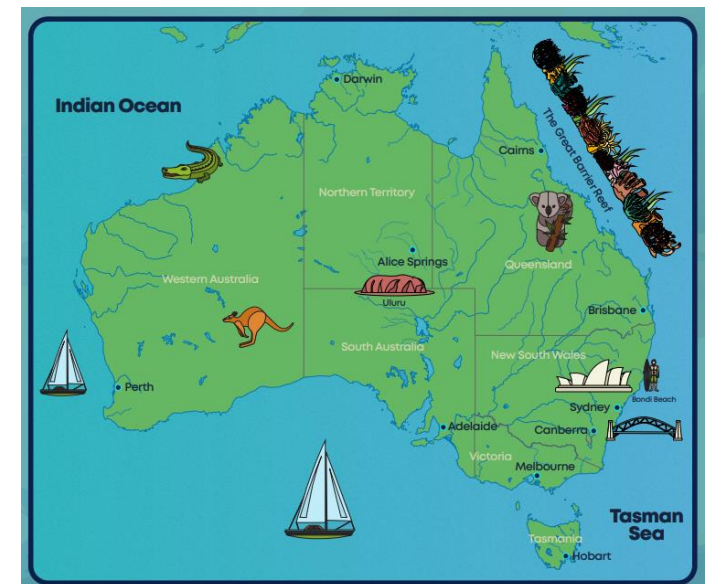 Darwin
Indian Ocean
The Great Barrier Reef
Cairns
Northern Territory
Alice Springs
Queensland
Western Australia
Uluru
Brisbane
South Australia
New South Wales
Perth
Bondi Beach
Sydney
Adelaide
Canberra
Victoria
Melbourne
Tasman
Sea
Tasmania
Hobart